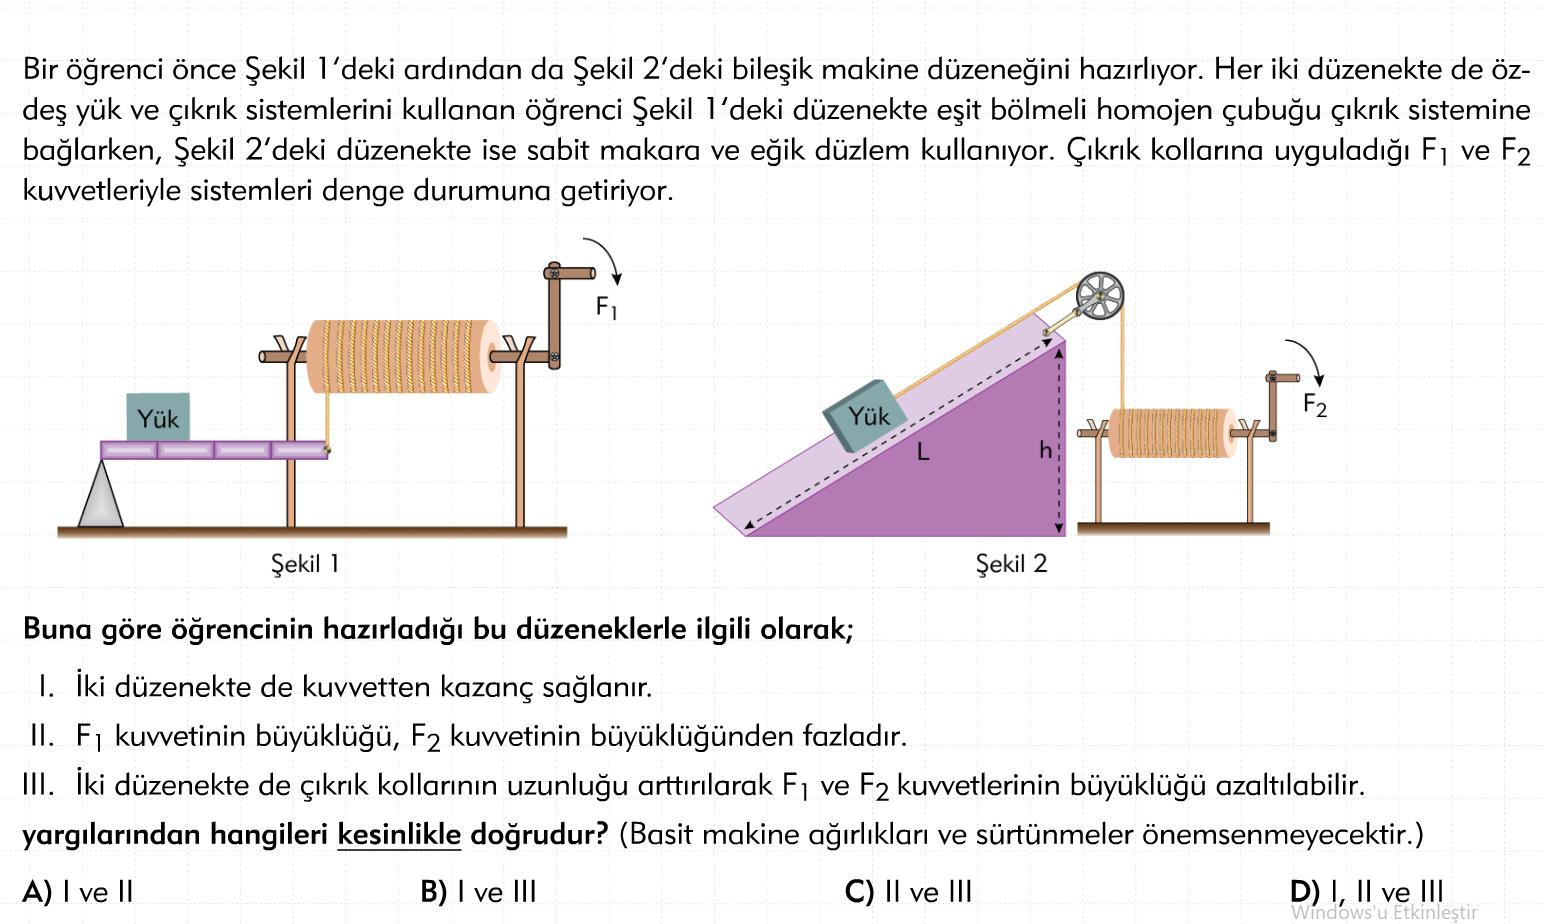 Bir öğrenci önce Şekil 1'deki ardından da Şekil 2'deki bileşik makine düzeneğini hazırlıyor. Her iki düzenekte de öz-
deş yük ve çıkrık sistemlerini kullanan öğrenci Şekil 1'deki düzenekte eşit bölmeli homojen çubuğu çıkrık sistemine
bağlarken, Şekil 2'deki düzenekte ise sabit makara ve eğik düzlem kullanıyor. Çıkrık kollarına uyguladığı F₁ ve F₂
kuvvetleriyle sistemleri denge durumuna getiriyor.
F₁
Yük
Şekil 1
Yük
L
h
F₂
Şekil 2
Buna göre öğrencinin hazırladığı bu düzeneklerle ilgili olarak;
I. İki düzenekte de kuvvetten kazanç sağlanır.
II. F₁ kuvvetinin büyüklüğü, F₂ kuvvetinin büyüklüğünden fazladır.
III. İki düzenekte de çıkrık kollarının uzunluğu arttırılarak F₁ ve F₂ kuvvetlerinin büyüklüğü azaltılabilir.
yargılarından hangileri kesinlikle doğrudur? (Basit makine ağırlıkları ve sürtünmeler önemsenmeyecektir.)
A) I ve II B) I ve III C) II ve III D) I, II ve III
Windows'u Etkinleştir